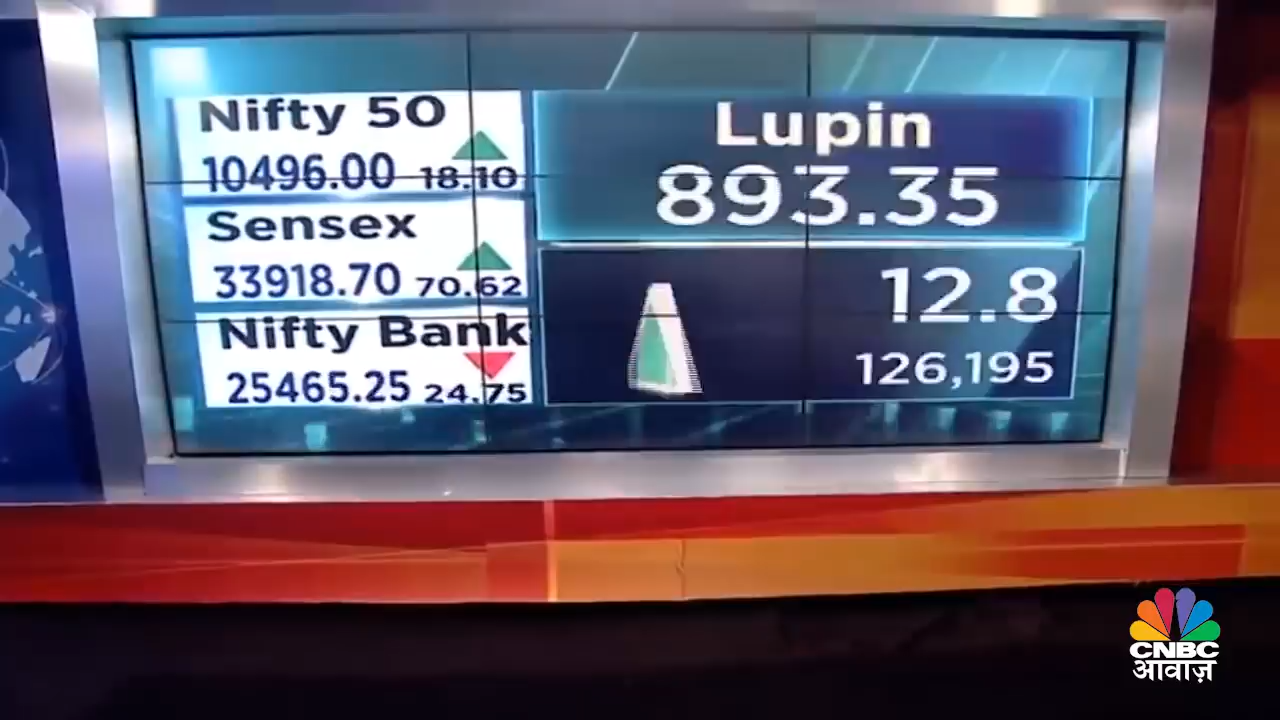 Nifty 50
10496.00 18.10
Sensex
33918.70 70.62
Nifty Bank
25465.25 24.75
Lupin
893.35
12.8
126,195
CNBC
आवाज़